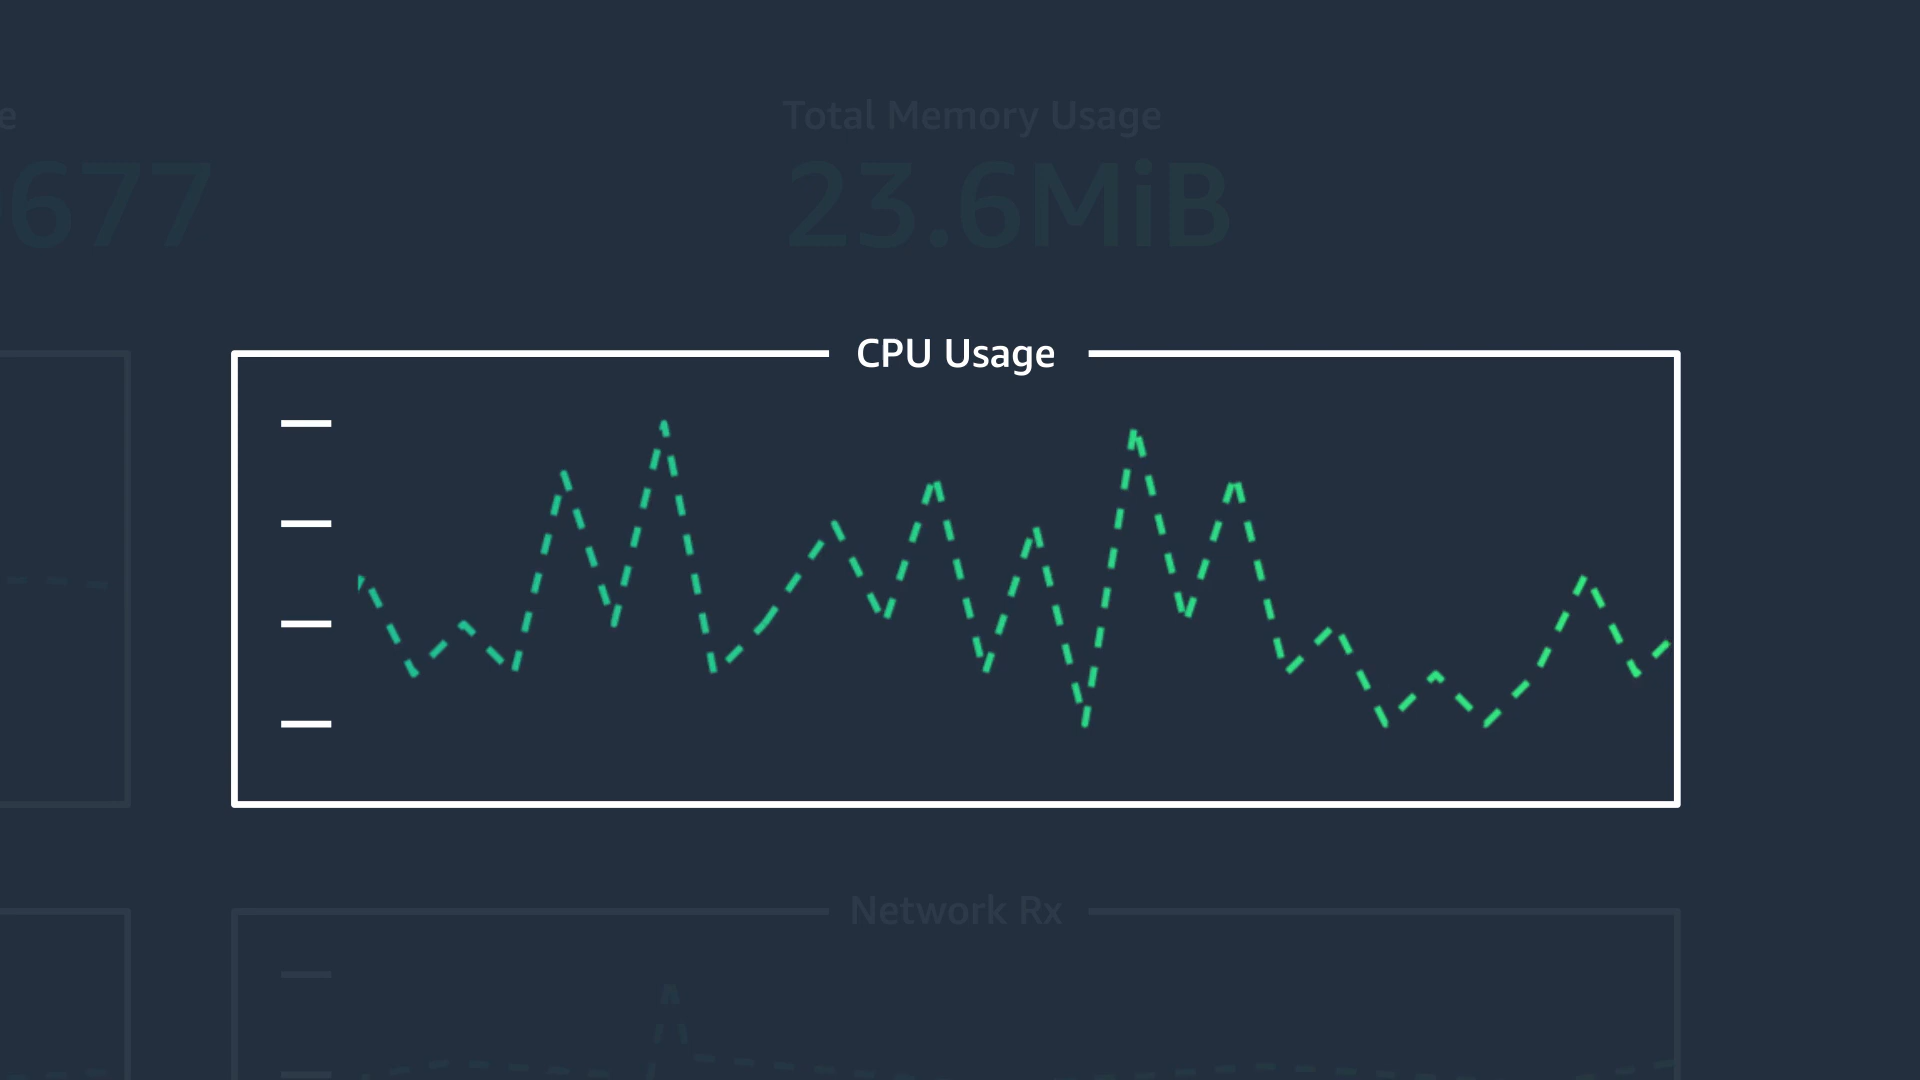 e
Total Memory Usage
677
23.6MiB
CPU Usage
Network Rx